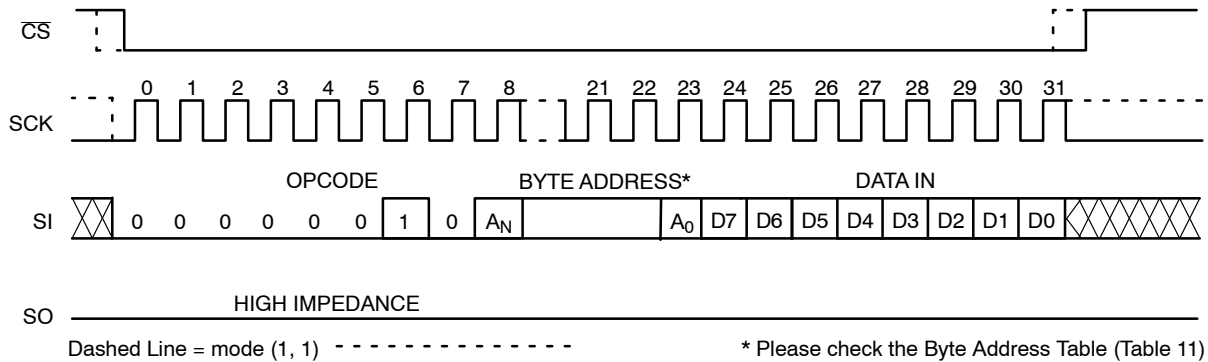 CS
0 1 2 3 4 5 6 7 8 21 22 23 24 25 26 27 28 29 30 31
SCK
OPCODE BYTE ADDRESS* DATA IN
SI 0 0 0 0 0 0 1 0 AN A0 D7 D6 D5 D4 D3 D2 D1 D0
HIGH IMPEDANCE
SO
Dashed Line = mode (1, 1) * Please check the Byte Address Table (Table 11)